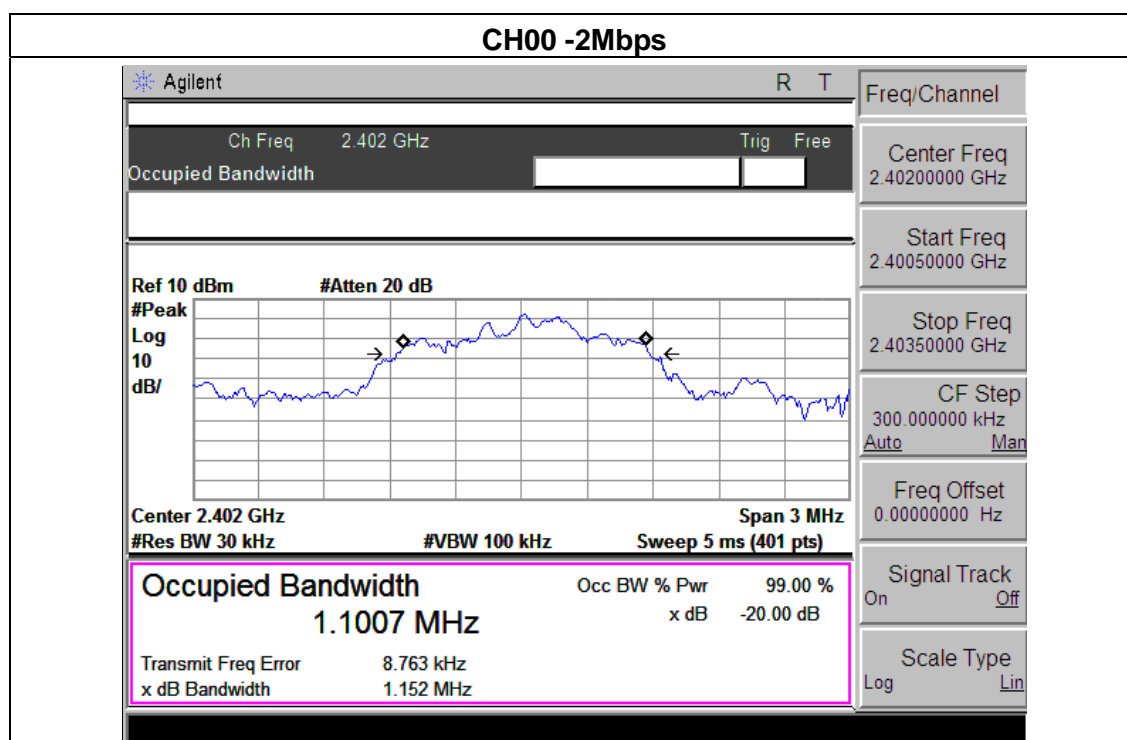 CH00 -2Mbps
Agilent R T
Freq/Channel
Ch Freq 2.402 GHz Trig Free
Occupied Bandwidth
Center Freq
2.40200000 GHz
Start Freq
2.40050000 GHz
Ref 10 dBm #Atten 20 dB
#Peak
Log
10
dB/
Stop Freq
2.40350000 GHz
CF Step
300.000000 kHz
Auto Man
Freq Offset
0.00000000 Hz
Center 2.402 GHz Span 3 MHz
#Res BW 30 kHz #VBW 100 kHz Sweep 5 ms (401 pts)
Occupied Bandwidth Occ BW % Pwr 99.00 %
1.1007 MHz x dB -20.00 dB
Transmit Freq Error 8.763 kHz
x dB Bandwidth 1.152 MHz
Signal Track
On Off
Scale Type
Log Lin